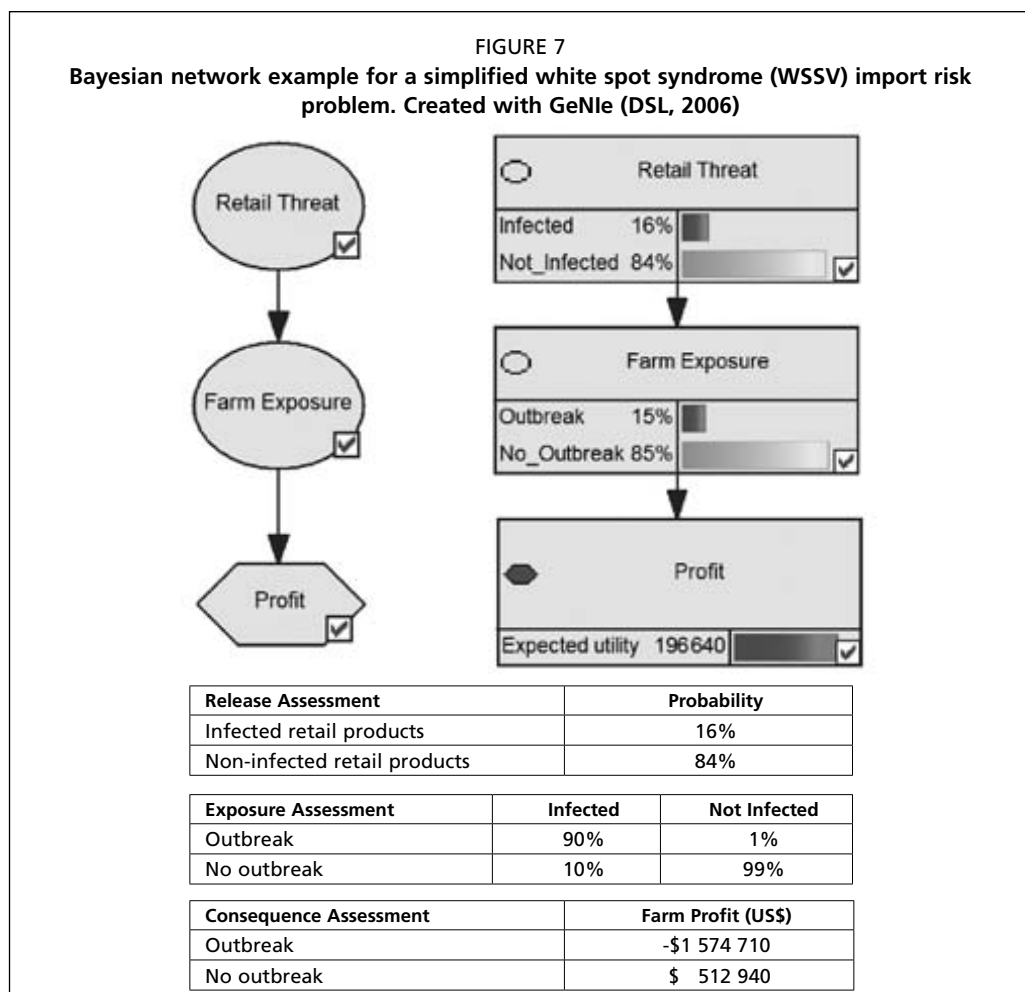 FIGURE 7
Bayesian network example for a simplified white spot syndrome (WSSV) import risk
problem. Created with GeNIe (DSL, 2006)
Retail Threat
Farm Exposure
Profit
Retail Threat
Infected 16%
Not_Infected 84%
Farm Exposure
Outbreak 15%
No_Outbreak 85%
Profit
Expected utility 196640
Release Assessment Probability
Infected retail products 16%
Non-infected retail products 84%
Exposure Assessment Infected Not Infected
Outbreak 90% 1%
No outbreak 10% 99%
Consequence Assessment Farm Profit (US$)
Outbreak -$1 574 710
No outbreak $ 512 940